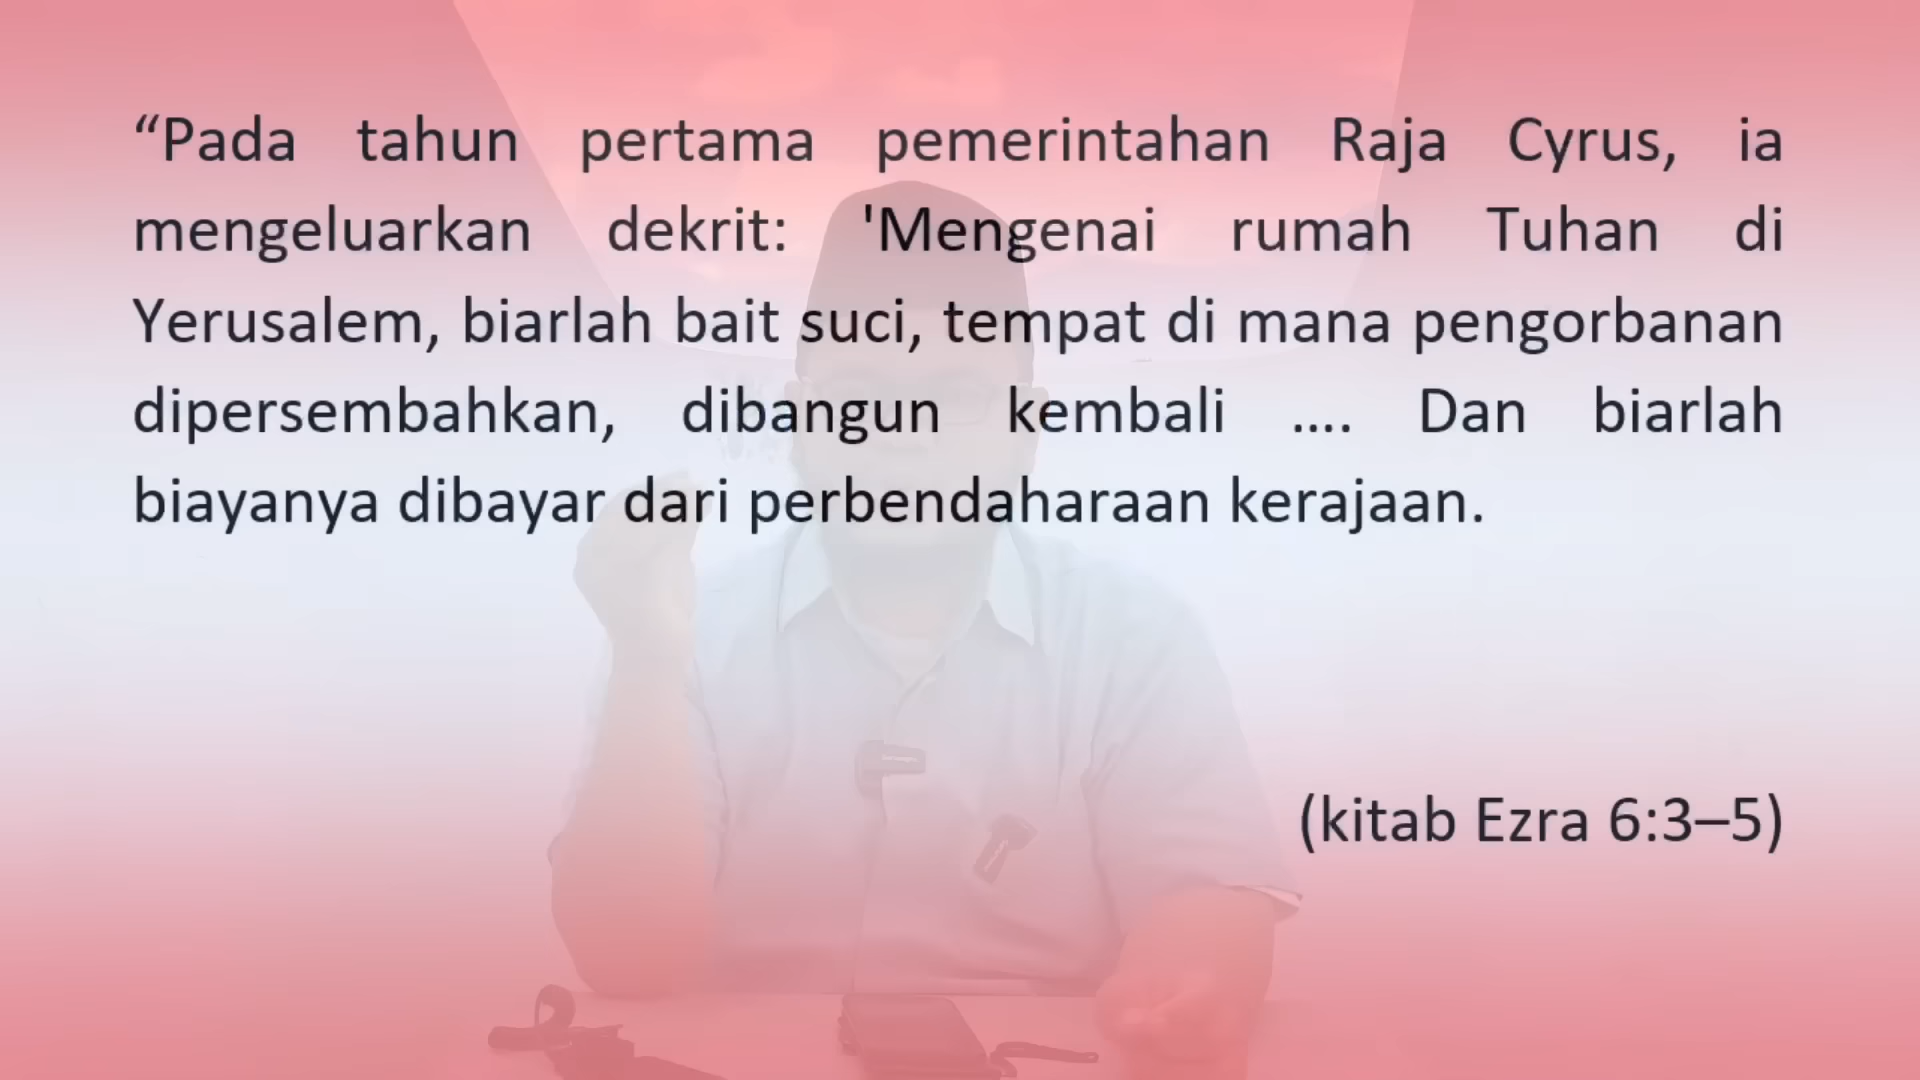 “Pada tahun pertama pemerintahan Raja Cyrus, ia
mengeluarkan dekrit: 'Mengenai rumah Tuhan di
Yerusalem, biarlah bait suci, tempat di mana pengorbanan
dipersembahkan, dibangun kembali .... Dan biarlah
biayanya dibayar dari perbendaharaan kerajaan.
(kitab Ezra 6:3–5)